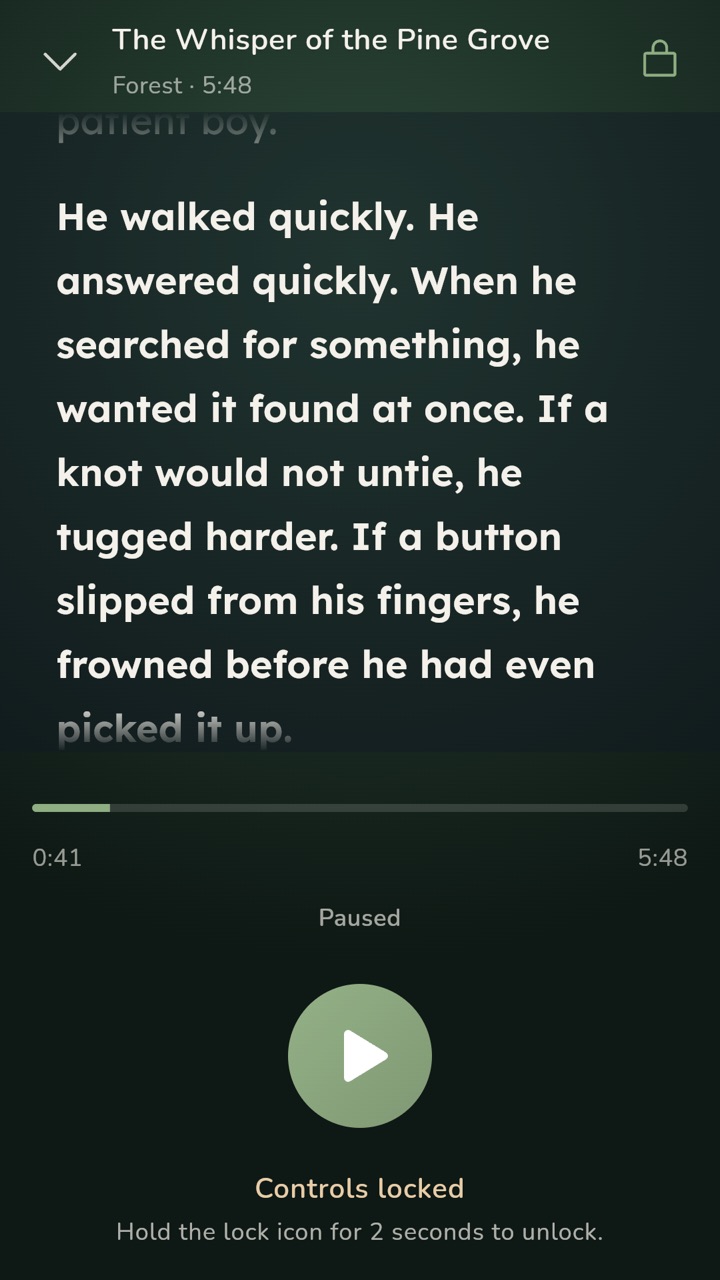 The Whisper of the Pine Grove
Forest · 5:48
patient boy.
He walked quickly. He
answered quickly. When he
searched for something, he
wanted it found at once. If a
knot would not untie, he
tugged harder. If a button
slipped from his fingers, he
frowned before he had even
picked it up.
0:41
5:48
Paused
Controls locked
Hold the lock icon for 2 seconds to unlock.